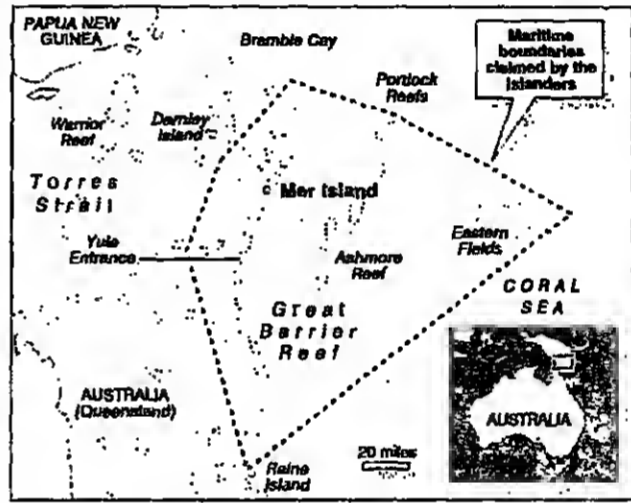 PAPUA NEW
GUINEA
Bramble Cay
Maritime
boundaries
claimed by the
islanders
Portlock
Reefs
Warrior
Reef
Darnley
Island
Torres
Strait
Mer Island
Yule
Entrance
Ashmore
Reef
Eastern
Fields
CORAL
SEA
Great
Barrier
Reef
AUSTRALIA
(Queensland)
AUSTRALIA
20 miles
Raine
Island